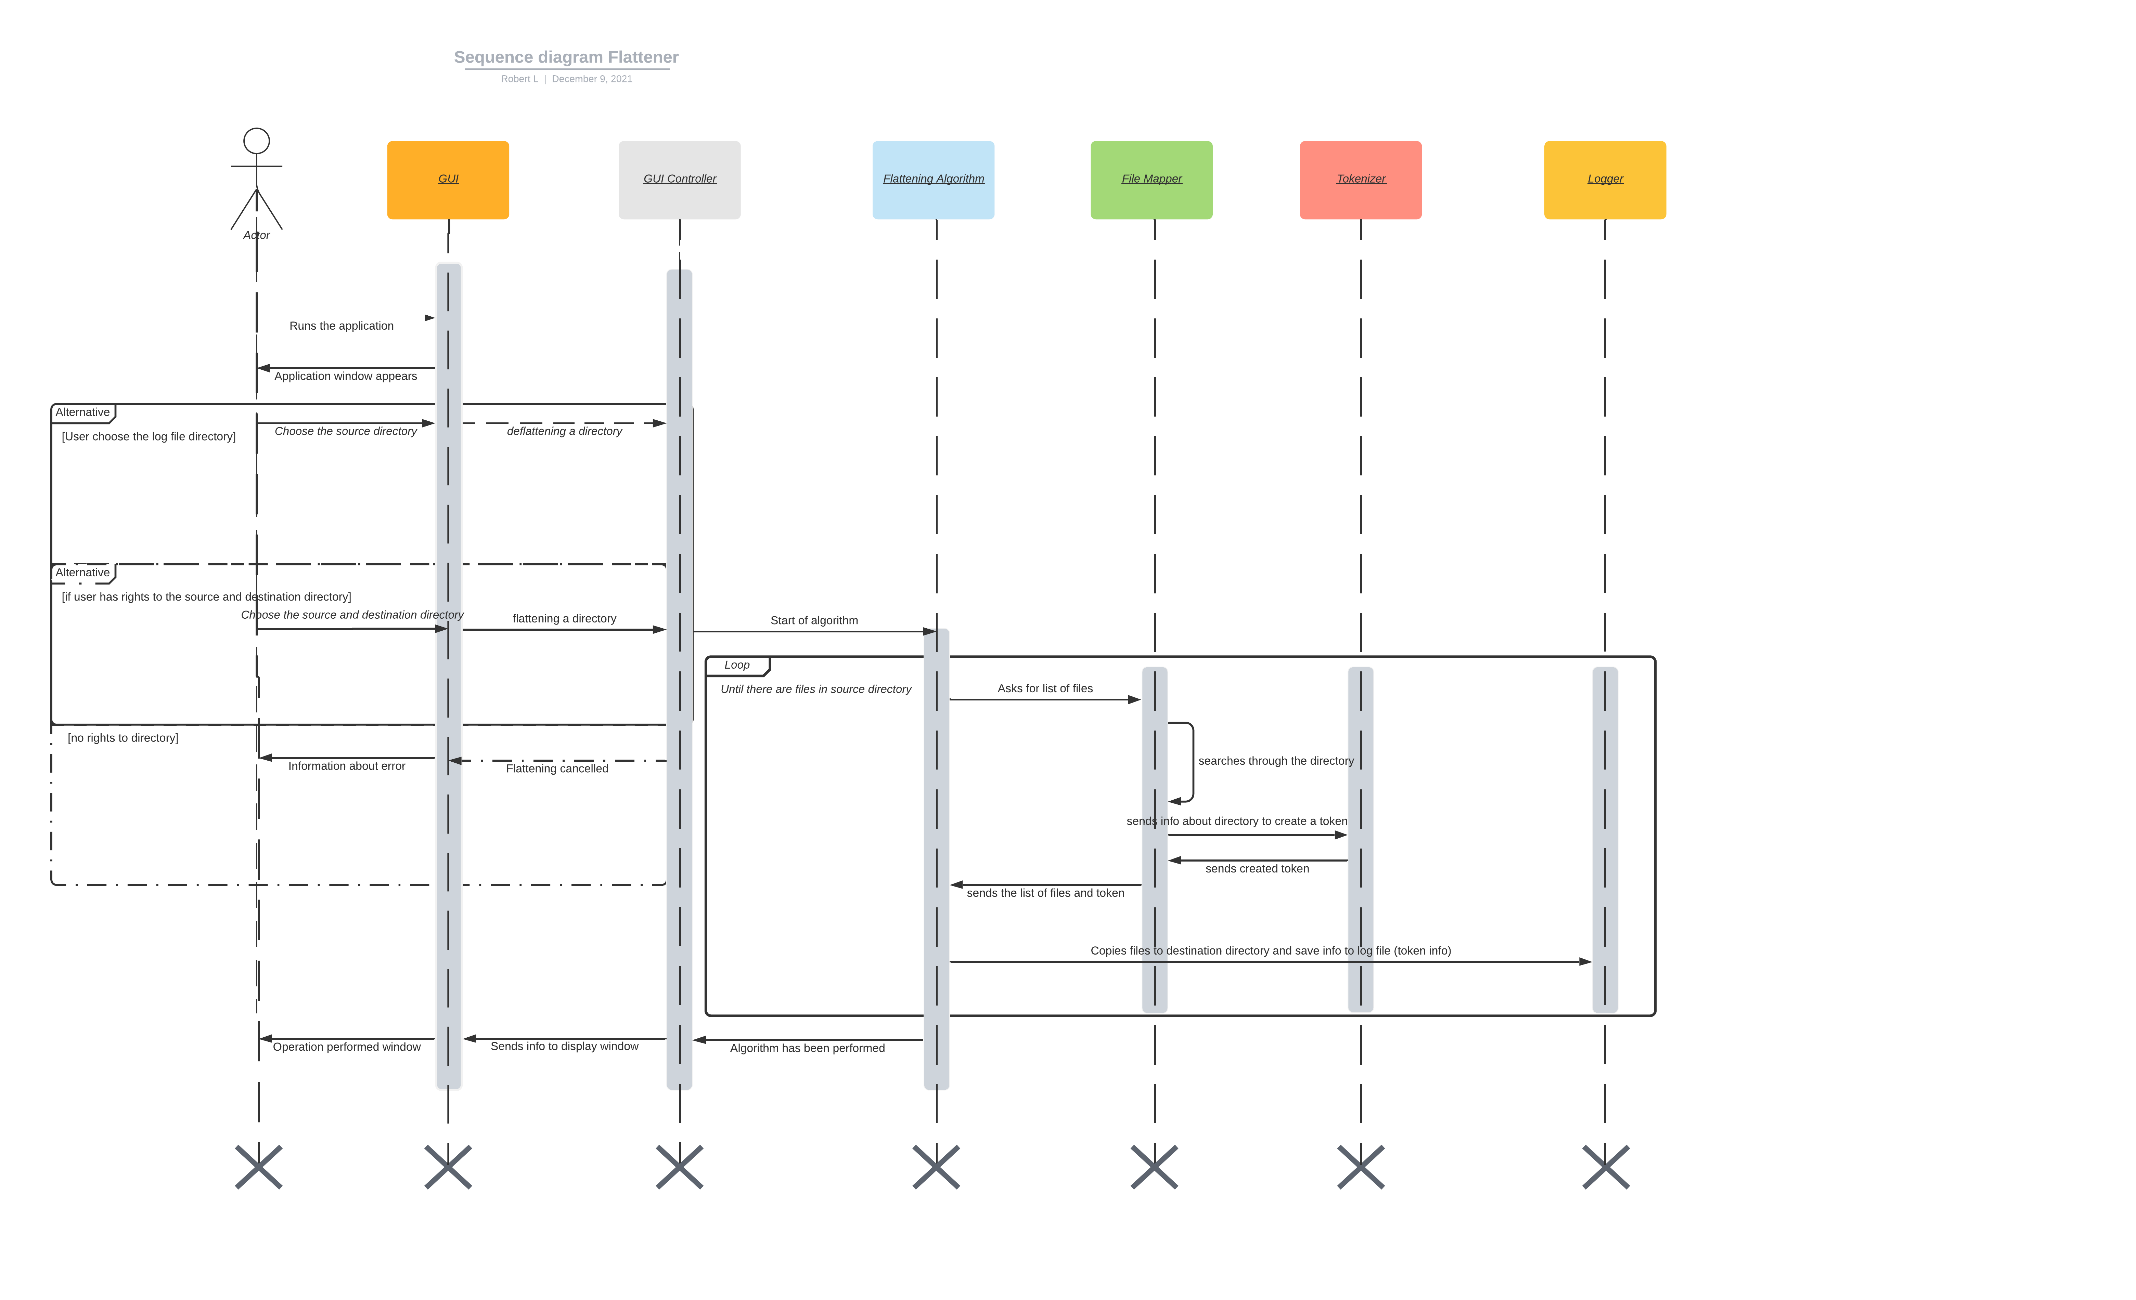 Sequence diagram Flattener
Robert L | December 9, 2021
Actor
GUI
GUI Controller
Flattening Algorithm
File Mapper
Tokenizer
Logger
Runs the application
Application window appears
Alternative
[User choose the log file directory]
Choose the source directory
deflattening a directory
Alternative
[if user has rights to the source and destination directory]
Choose the source and destination directory
flattening a directory
Start of algorithm
Loop
Until there are files in source directory
Asks for list of files
[no rights to directory]
Information about error
Flattening cancelled
searches through the directory
sends info about directory to create a token
sends created token
sends the list of files and token
Copies files to destination directory and save info to log file (token info)
Operation performed window
Sends info to display window
Algorithm has been performed